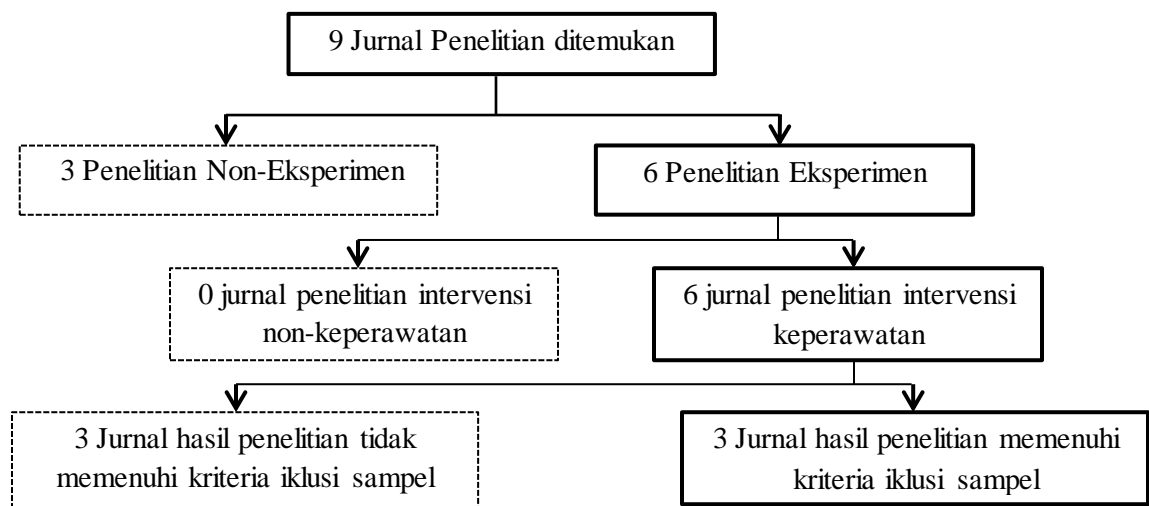 9 Jurnal Penelitian ditemukan
3 Penelitian Non-Eksperimen
6 Penelitian Eksperimen
0 jurnal penelitian intervensi
non-keperawatan
6 jurnal penelitian intervensi
keperawatan
3 Jurnal hasil penelitian tidak
memenuhi kriteria iklusi sampel
3 Jurnal hasil penelitian memenuhi
kriteria iklusi sampel